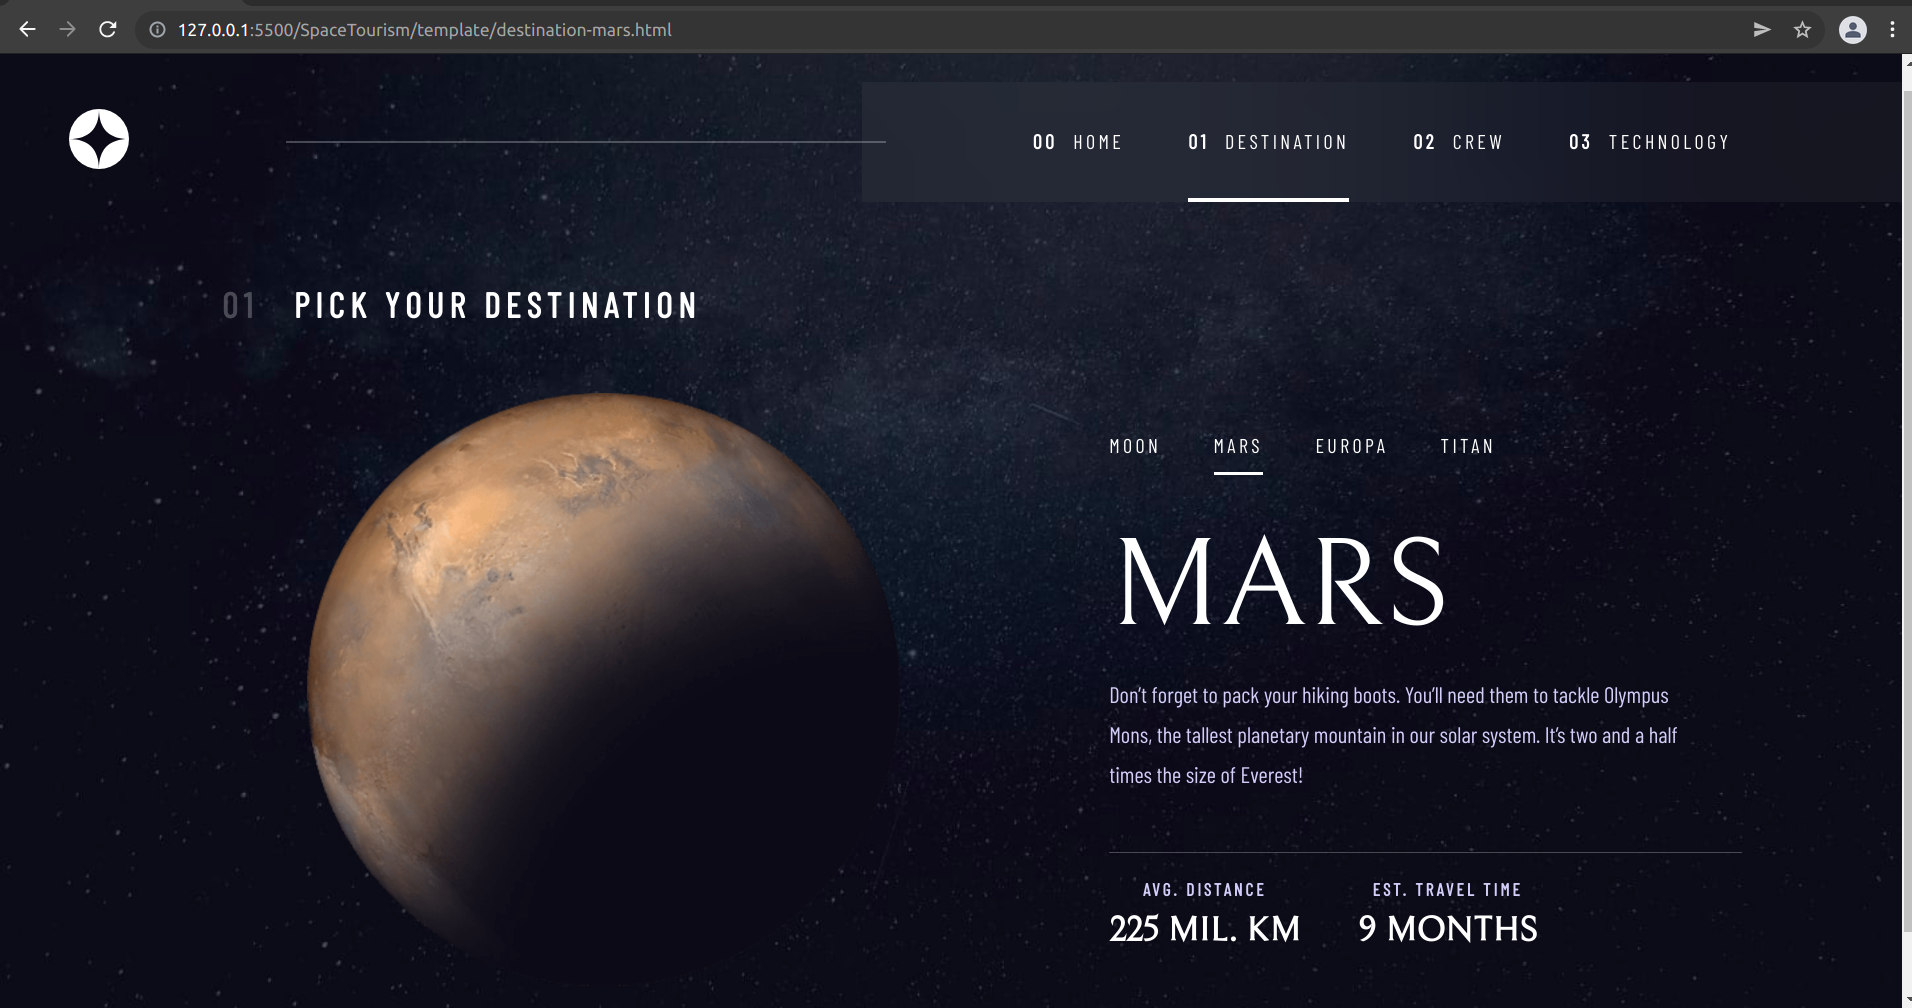 127.0.0.1:5500/SpaceTourism/template/destination-mars.html
00 HOME 01 DESTINATION 02 CREW 03 TECHNOLOGY
01 PICK YOUR DESTINATION
MOON MARS EUROPA TITAN
MARS
Don’t forget to pack your hiking boots. You’ll need them to tackle Olympus
Mons, the tallest planetary mountain in our solar system. It’s two and a half
times the size of Everest!
AVG. DISTANCE EST. TRAVEL TIME
225 MIL. KM 9 MONTHS